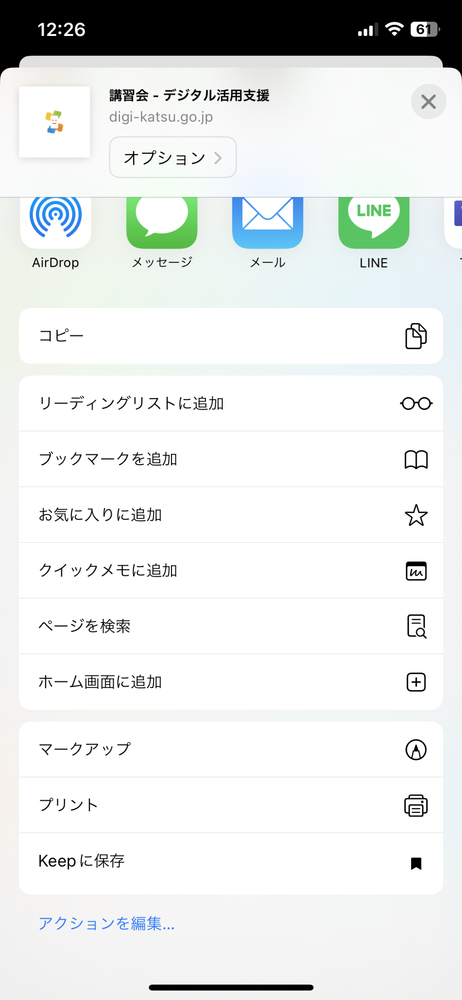 12:26
61
講習会 - デジタル活用支援
digi-katsu.go.jp
オプション
LINE
AirDrop
メッセージ
メール
LINE
コピー
リーディングリストに追加
ブックマークを追加
お気に入りに追加
クイックメモに追加
ページを検索
ホーム画面に追加
マークアップ
プリント
Keepに保存
アクションを編集...